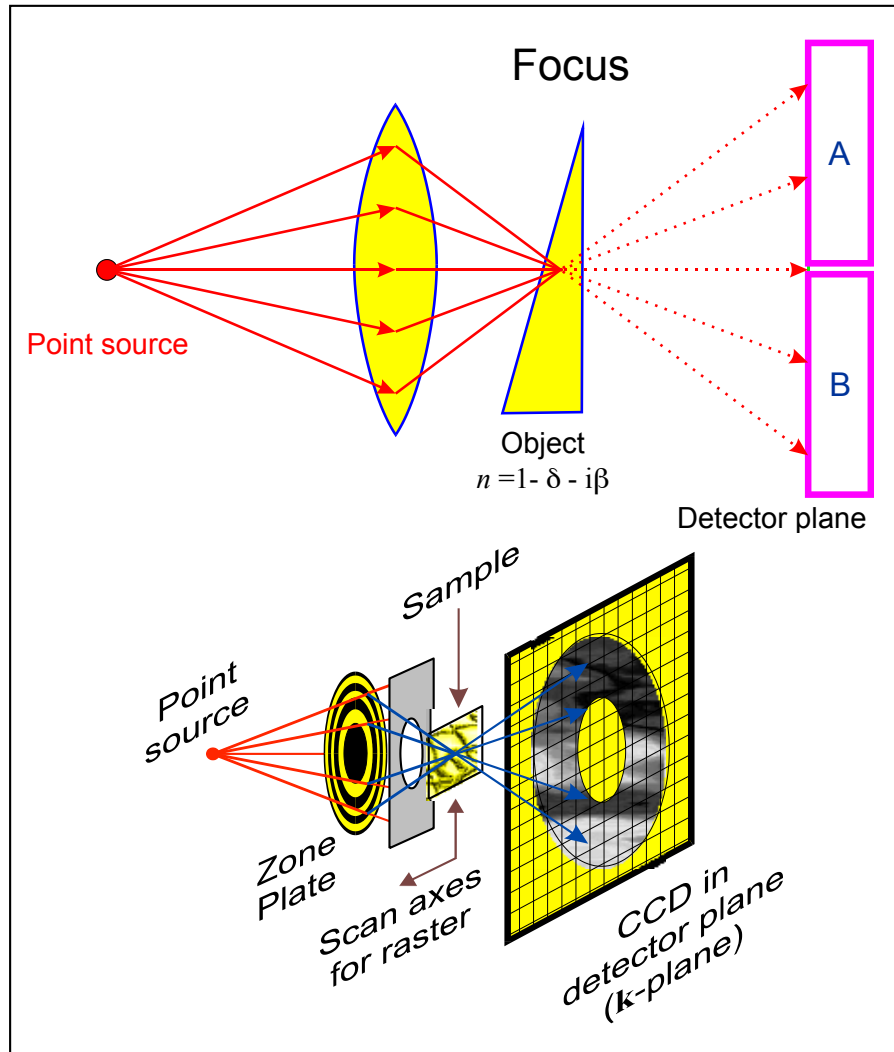 Focus
A
Point source
B
Object
n =1- δ - iβ
Detector plane
Sample
Point
source
Zone
Plate
Scan axes
for raster
CCD in
detector plane
(k-plane)